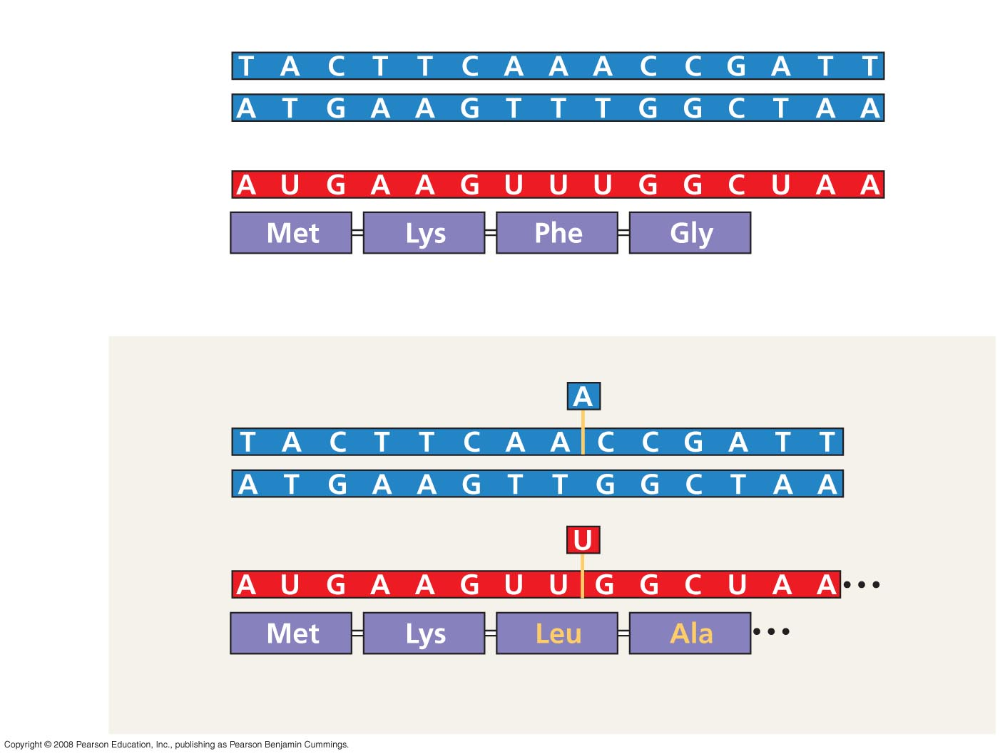 T A C T T C A A A C C G A T T
A T G A A G T T T G G C T A A
A U G A A G U U U G G C U A A
Met Lys Phe Gly
A
T A C T T C A A C C G A T T
A T G A A G T T G G C T A A
U
A U G A A G U U G G C U A A •••
Met Lys Leu Ala •••
Copyright © 2008 Pearson Education, Inc., publishing as Pearson Benjamin Cummings.